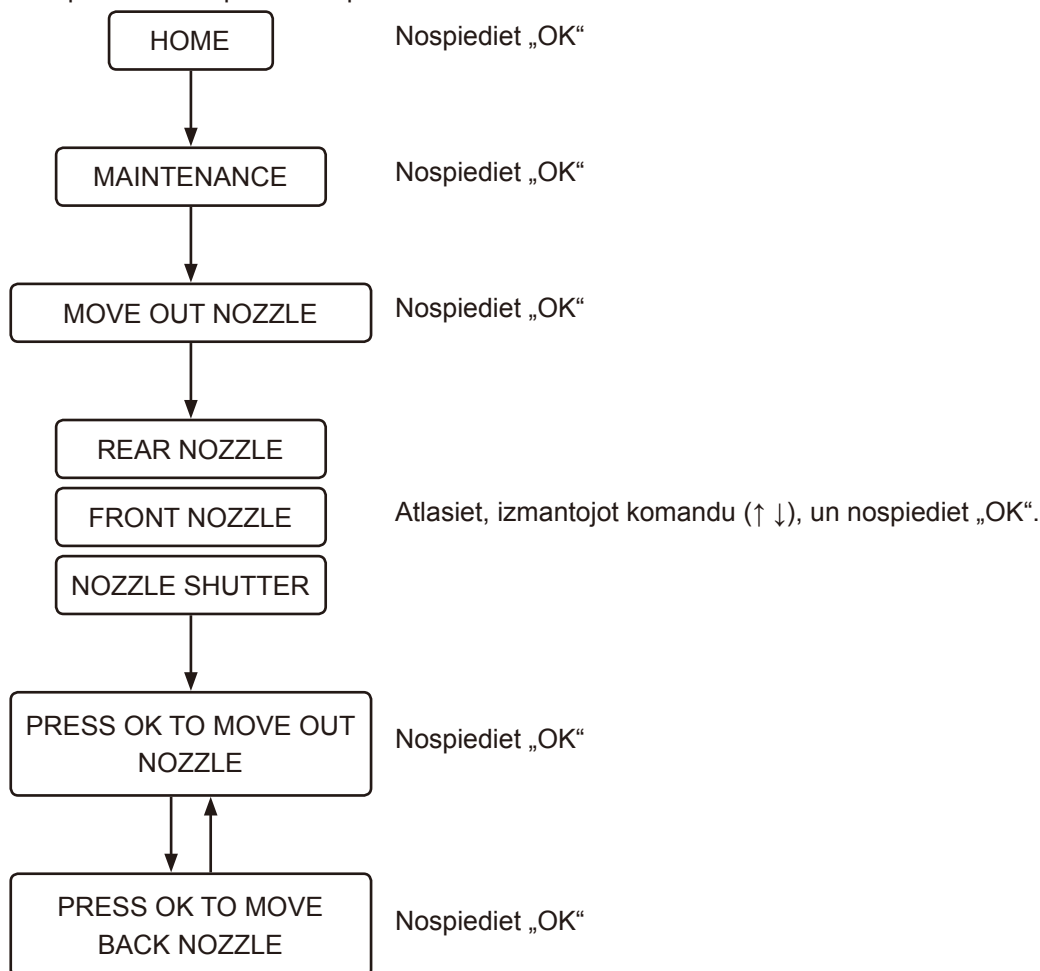 HOME
Nospiediet „OK“
MAINTENANCE
Nospiediet „OK“
MOVE OUT NOZZLE
Nospiediet „OK“
REAR NOZZLE
FRONT NOZZLE
Atlasiet, izmantojot komandu (↑ ↓), un nospiediet „OK“.
NOZZLE SHUTTER
PRESS OK TO MOVE OUT
NOZZLE
Nospiediet „OK“
PRESS OK TO MOVE
BACK NOZZLE
Nospiediet „OK“